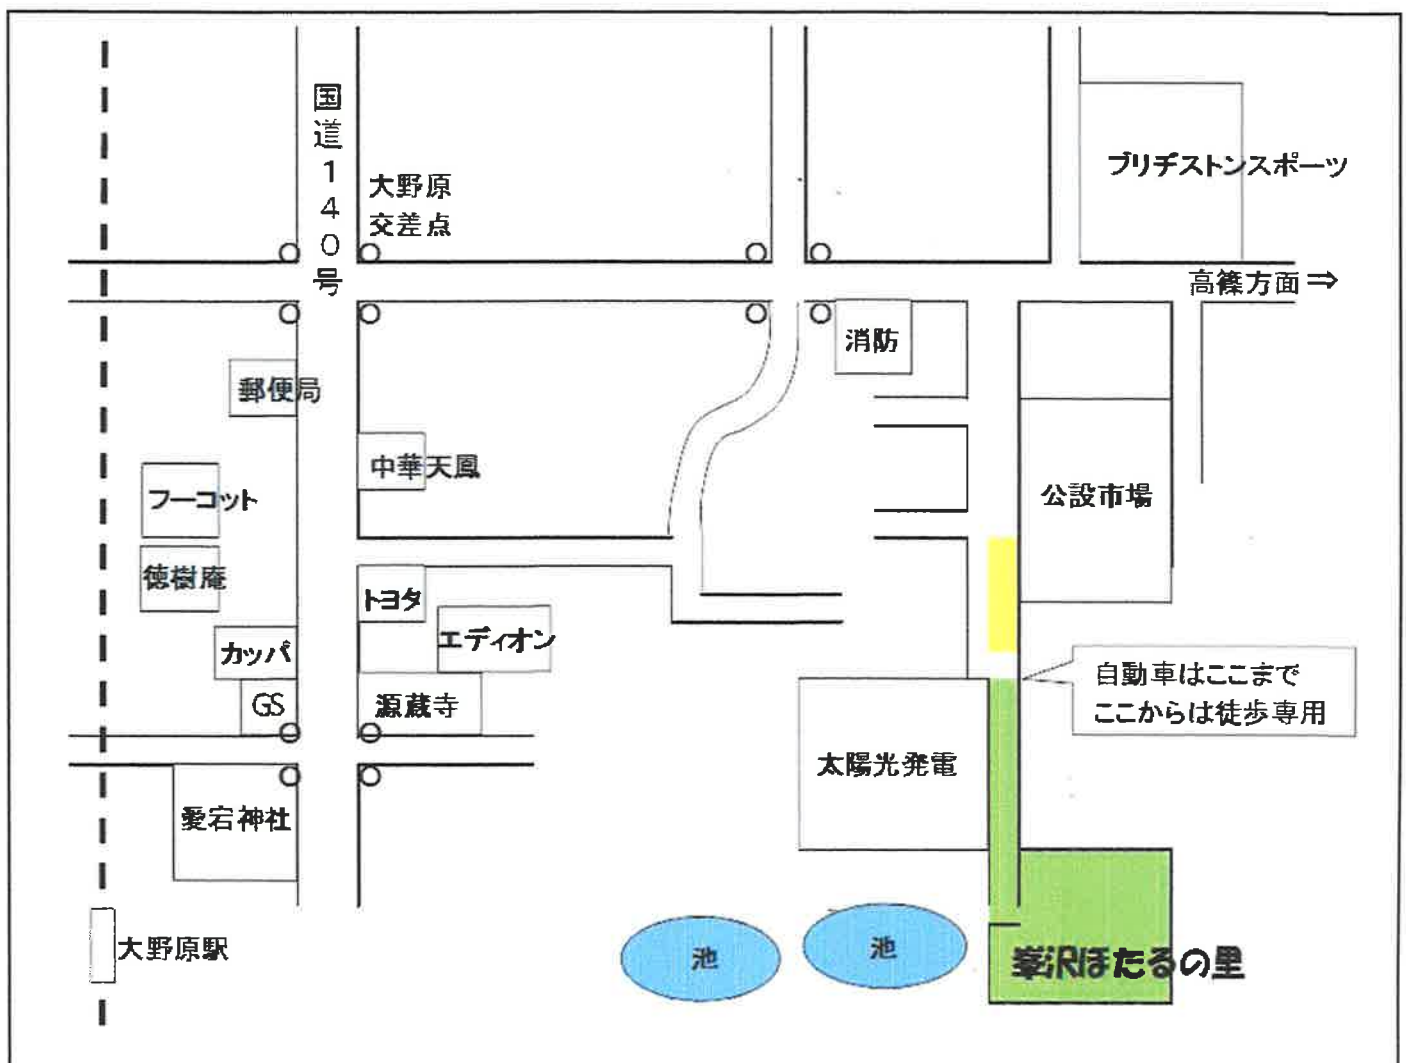 国道140号
大野原
交差点
ブリヂストンスポーツ
高篠方面⇒
消防
郵便局
中華天鳳
フーコット
公設市場
徳樹庵
トヨタ
エディオン
カッパ
GS
源蔵寺
自動車はここまで
ここからは徒歩専用
太陽光発電
愛宕神社
大野原駅
池
池
峯沢ほたるの里